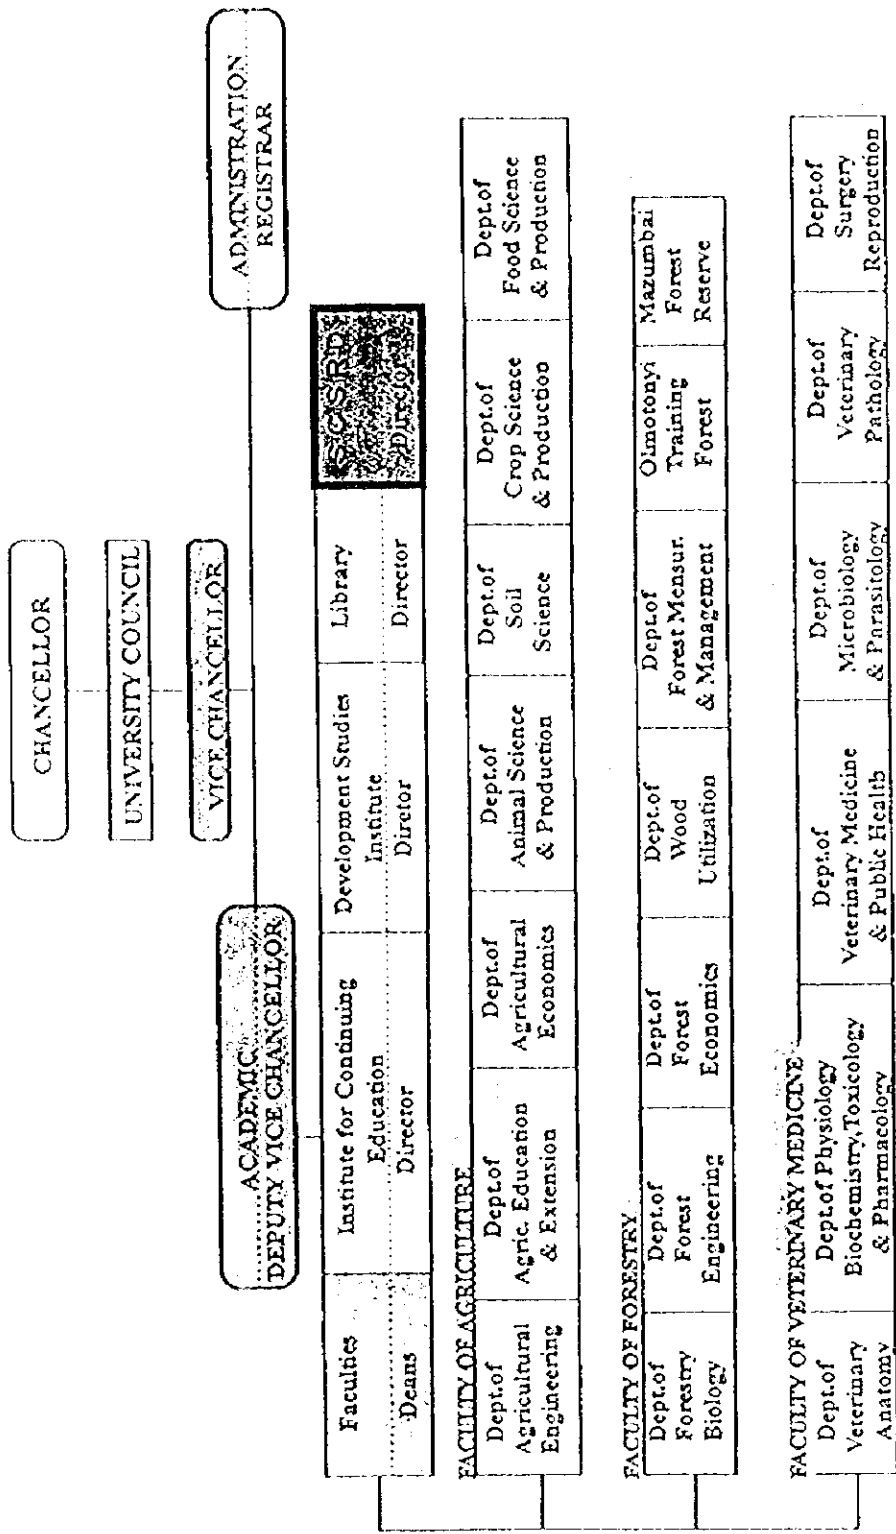 CHANCELLOR
UNIVERSITY COUNCIL
VICE CHANCELLOR
ACADEMIC
DEPUTY VICE CHANCELLOR
ADMINISTRATION
REGISTRAR
Faculties
Deans
Institute for Continuing
Education
Director
Development Studies
Institute
Dirctor
Library
Director
SCSRD
Director
FACULTY OF AGRICULTURE
Dept.of
Agricultural
Engineering
Dept.of
Agric. Education
& Extension
Dept.of
Agricultural
Economics
Dept.of
Animal Science
& Production
Dept.of
Soil
Science
Dept.of
Crop Science
& Production
Dept.of
Food Science
& Production
FACULTY OF FORESTRY
Dept.of
Forestry
Biology
Dept.of
Forest
Engineering
Dept.of
Forest
Economics
Dept.of
Wood
Utilization
Dept.of
Forest Mensur.
& Management
Olmotonyi
Training
Forest
Mazumbai
Forest
Reserve
FACULTY OF VETERINARY MEDICINE
Dept.of
Veterinary
Anatomy
Dept.of Physiology
Biochemistry,Toxicology
& Pharmacology
Dept.of
Veterinary Medicine
& Public Health
Dept.of
Microbiology
& Parasitology
Dept.of
Veterinary
Pathology
Dept.of
Surgery
Reproduction